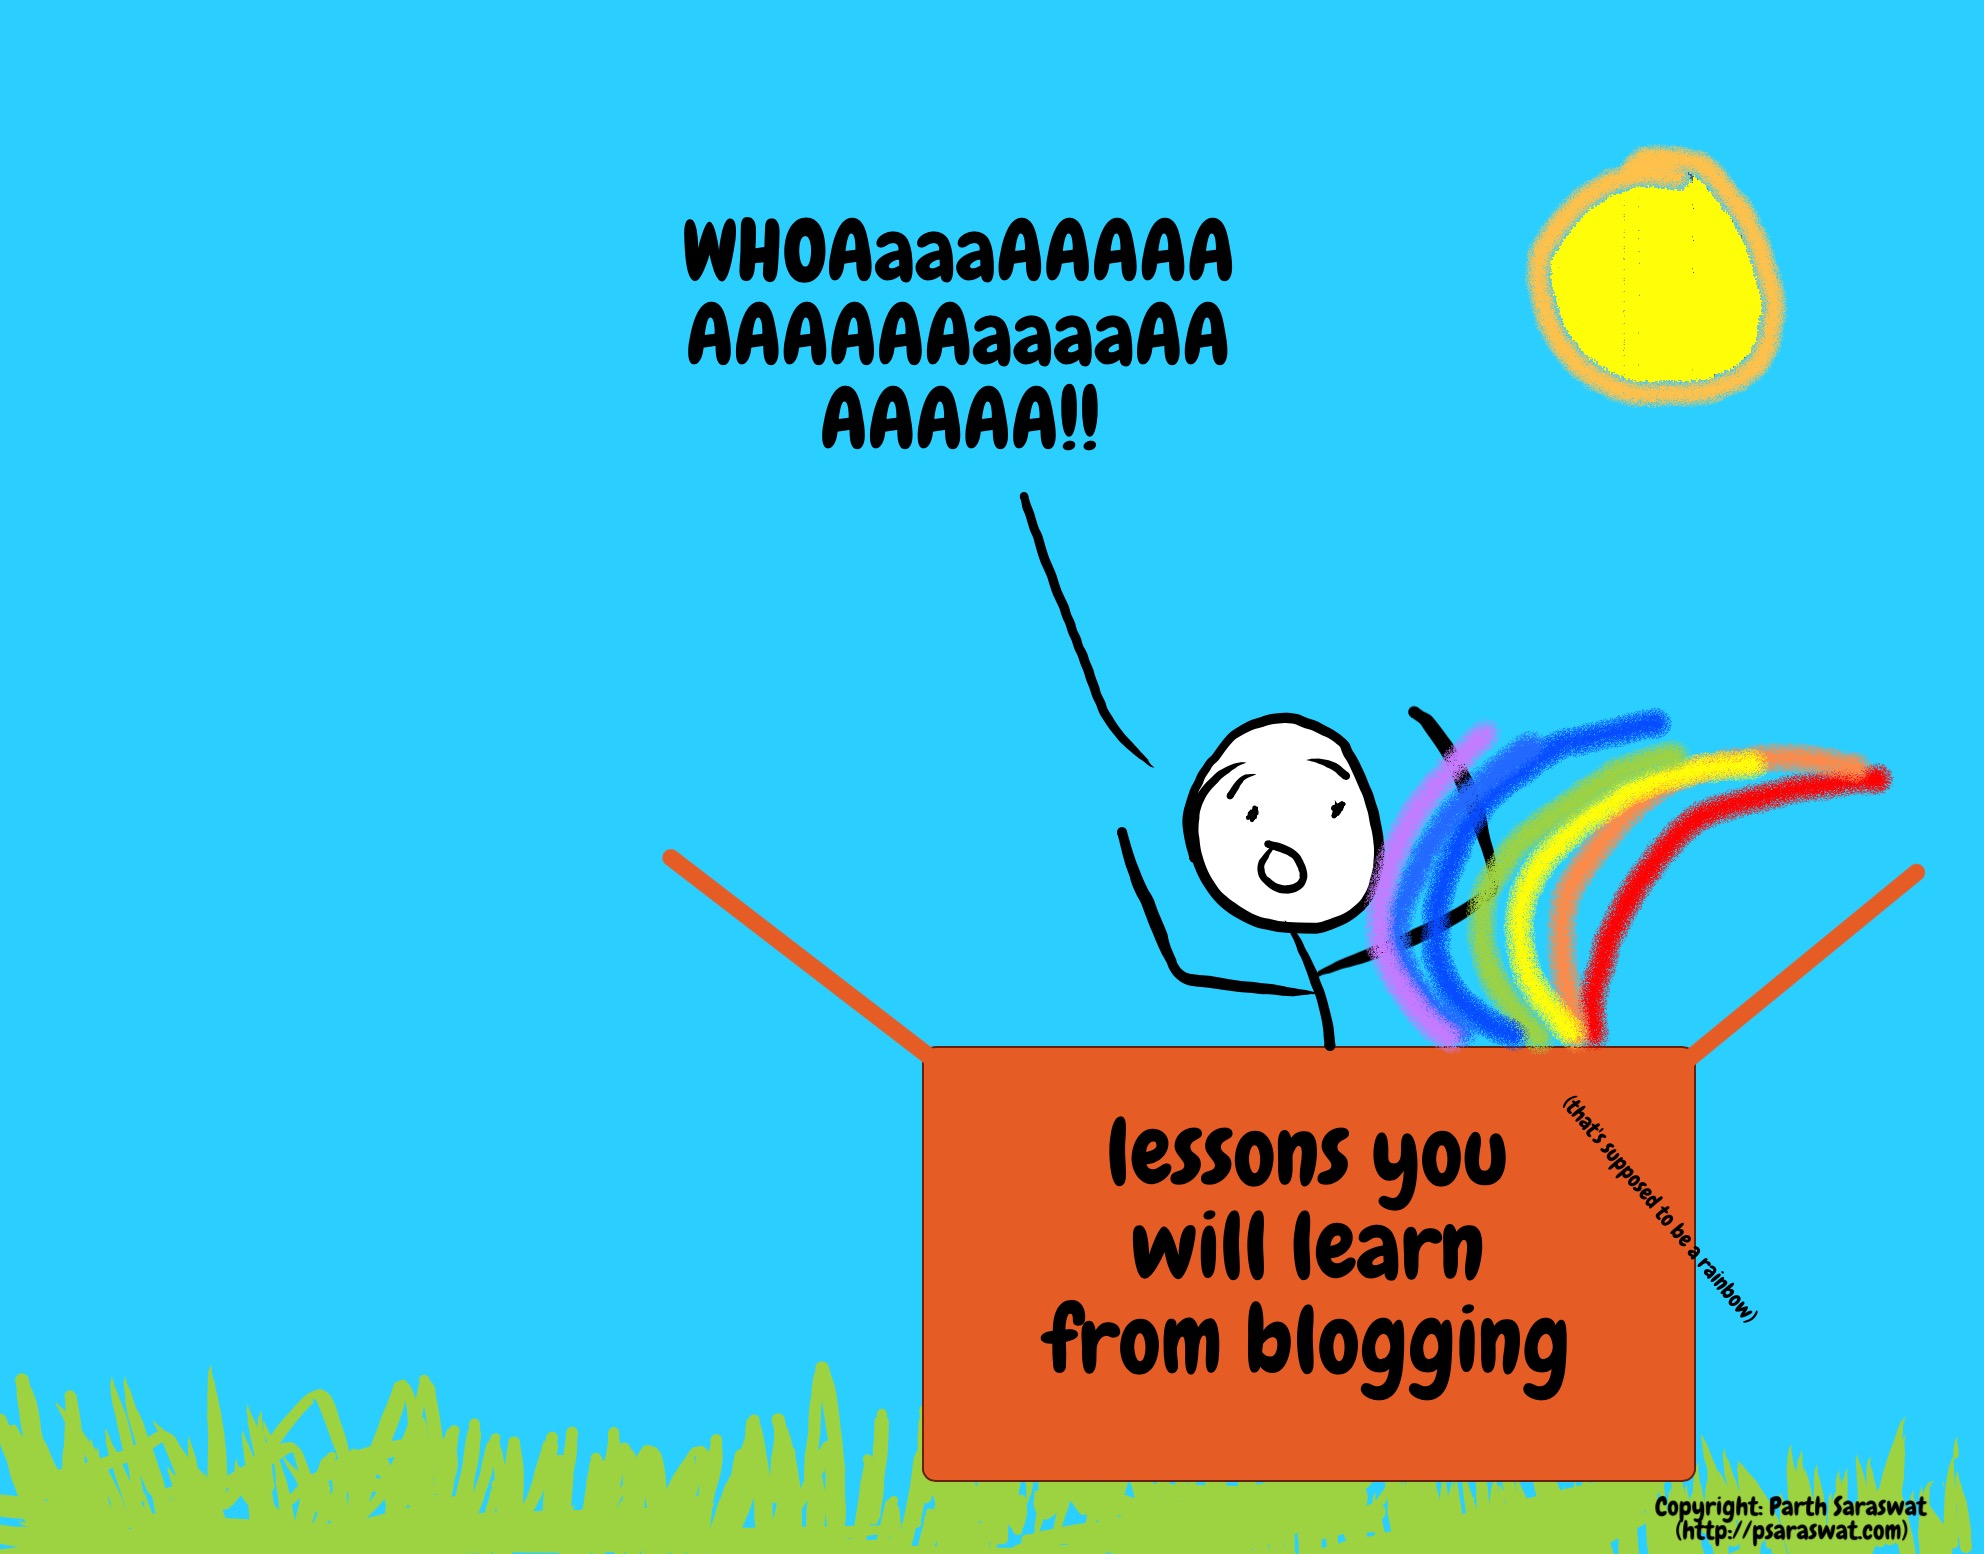 WHOAaaaAAAAA
AAAAAAaaaaAA
AAAAA!!
lessons you
will learn
from blogging
(that's supposed to be a rainbow)
Copyright: Parth Saraswat
(http://psaraswat.com)